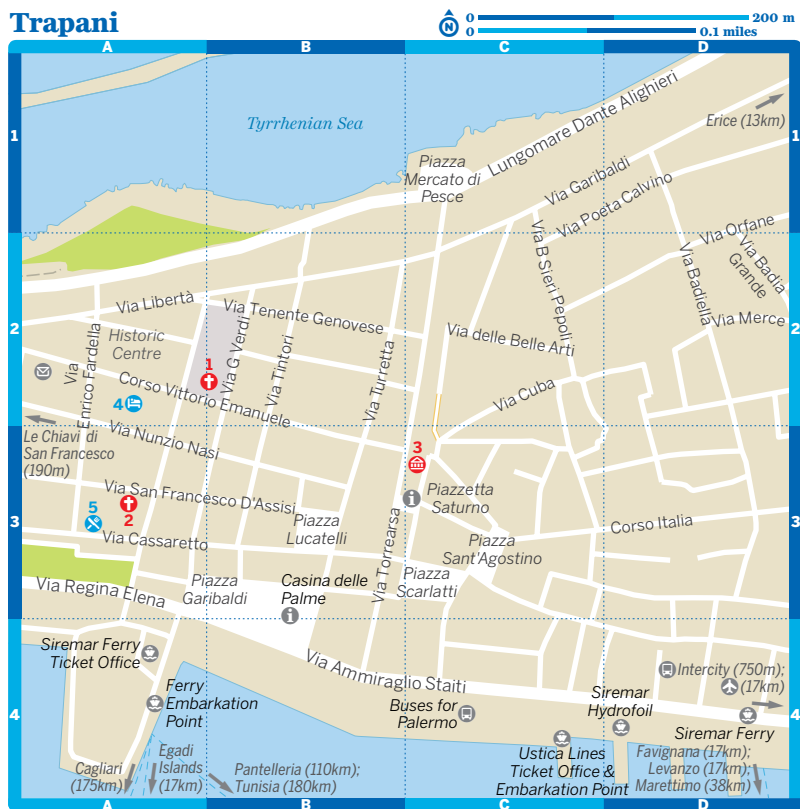 Trapani
N
0 200 m
0 0.1 miles
A B C D
1
Tyrrhenian Sea
Lungomare Dante Alighieri
Erice (13km)
1
Piazza
Mercato di
Pesce
Via Garibaldi
Via Poeta Calvino
Via B Sieri Pepoli
Via Orfane
Via Badia
Grande
Via Badiella
Via Libertà
Via Tenente Genovese
2
Historic
Centre
Via G Verdi
Via Tintori
Via Turretta
Via delle Belle Arti
Via Merce
2
Via
Enrico Fardella
1
Corso Vittorio Emanuele
4
Via Cuba
Le Chiavi di
San Francesco
(190m)
Via Nunzio Nasi
3
i
Piazzetta
Saturno
Via San Francesco D'Assisi
5
2
3
Via Cassaretto
Piazza
Lucatelli
Via Torrearsa
Piazza
Sant'Agostino
Corso Italia
3
Via Regina Elena
Piazza
Garibaldi
Casina delle
Palme
i
Piazza
Scarlatti
Siremar Ferry
Ticket Office
Via Ammiraglio Staiti
Intercity (750m);
(17km)
Ferry
Embarkation
Point
Buses for
Palermo
Siremar
Hydrofoil
Siremar Ferry
4
4
Cagliari
(175km)
Egadi
Islands
(17km)
Pantelleria (110km);
Tunisia (180km)
Ustica Lines
Ticket Office &
Embarkation Point
Favignana (17km);
Levanzo (17km);
Marettimo (38km)
A B C D